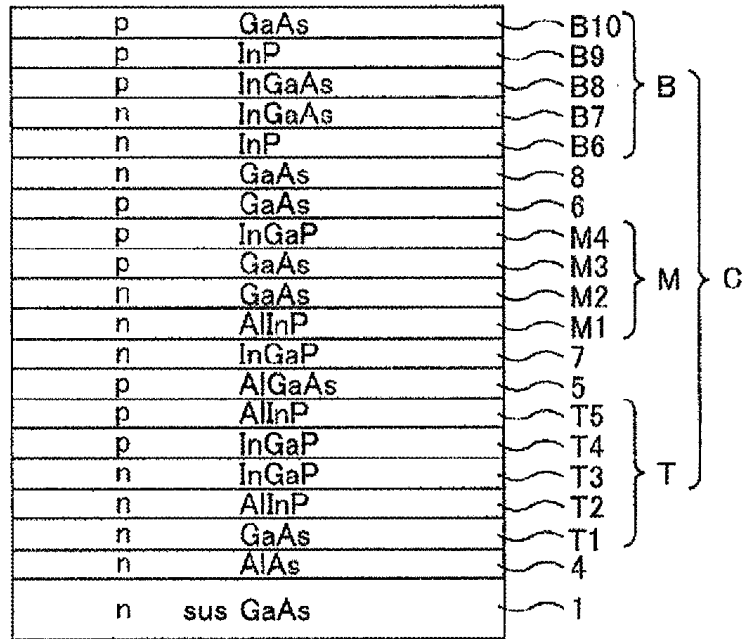 p GaAs B10
p InP B9
p InGaAs B8 B
n InGaAs B7
n InP B6
n GaAs 8
p GaAs 6
p InGaP M4
p GaAs M3
n GaAs M2 M C
n AlInP M1
n InGaP 7
p AlGaAs 5
p AlInP T5
p InGaP T4
n InGaP T3 T
n AlInP T2
n GaAs T1
n AlAs 4
n sus GaAs 1